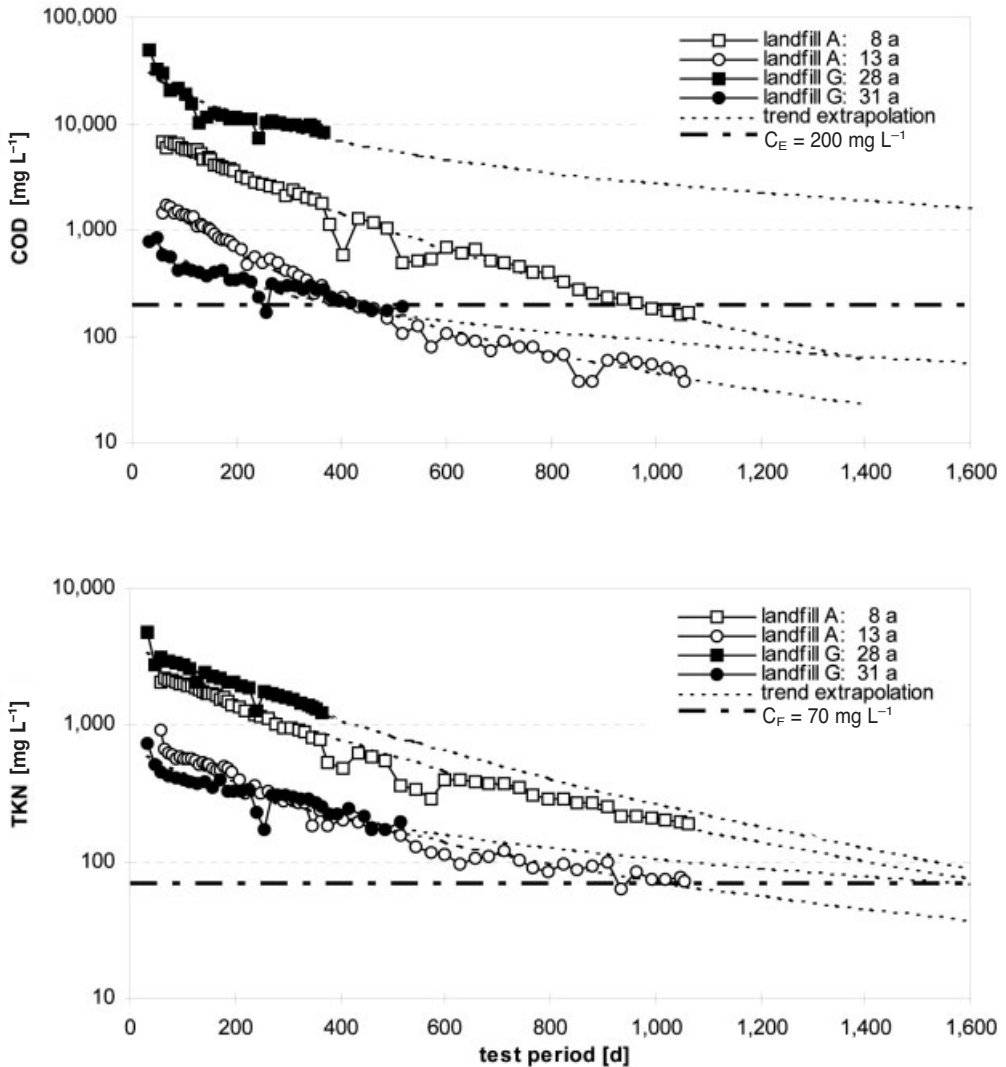 100,000
10,000
1,000
100
10
COD [mg L⁻¹]
landfill A: 8 a
landfill A: 13 a
landfill G: 28 a
landfill G: 31 a
trend extrapolation
C_E = 200 mg L⁻¹
0 200 400 600 800 1,000 1,200 1,400 1,600
10,000
1,000
100
10
TKN [mg L⁻¹]
landfill A: 8 a
landfill A: 13 a
landfill G: 28 a
landfill G: 31 a
trend extrapolation
C_F = 70 mg L⁻¹
0 200 400 600 800 1,000 1,200 1,400 1,600
test period [d]